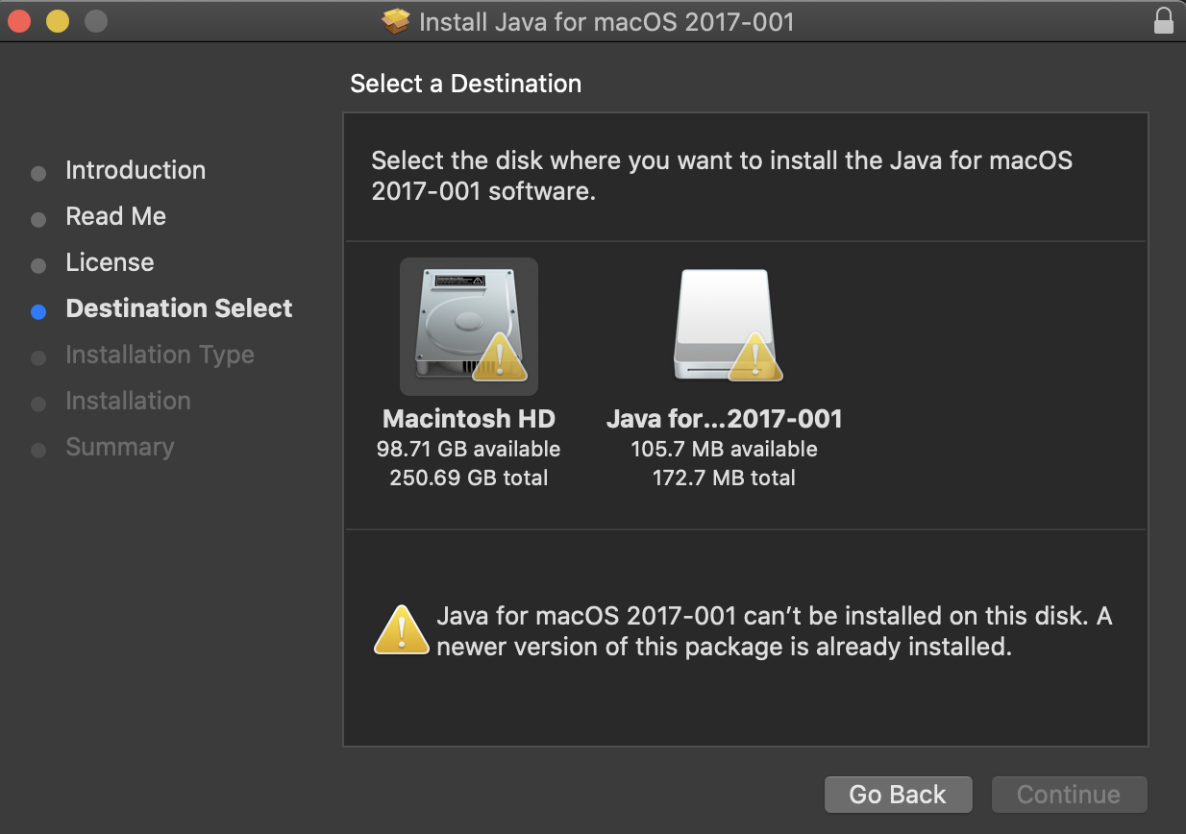 Install Java for macOS 2017-001
Select a Destination
Introduction
Read Me
License
Destination Select
Installation Type
Installation
Summary
Select the disk where you want to install the Java for macOS
2017-001 software.
Macintosh HD
98.71 GB available
250.69 GB total
Java for...2017-001
105.7 MB available
172.7 MB total
Java for macOS 2017-001 can’t be installed on this disk. A
newer version of this package is already installed.
Go Back
Continue